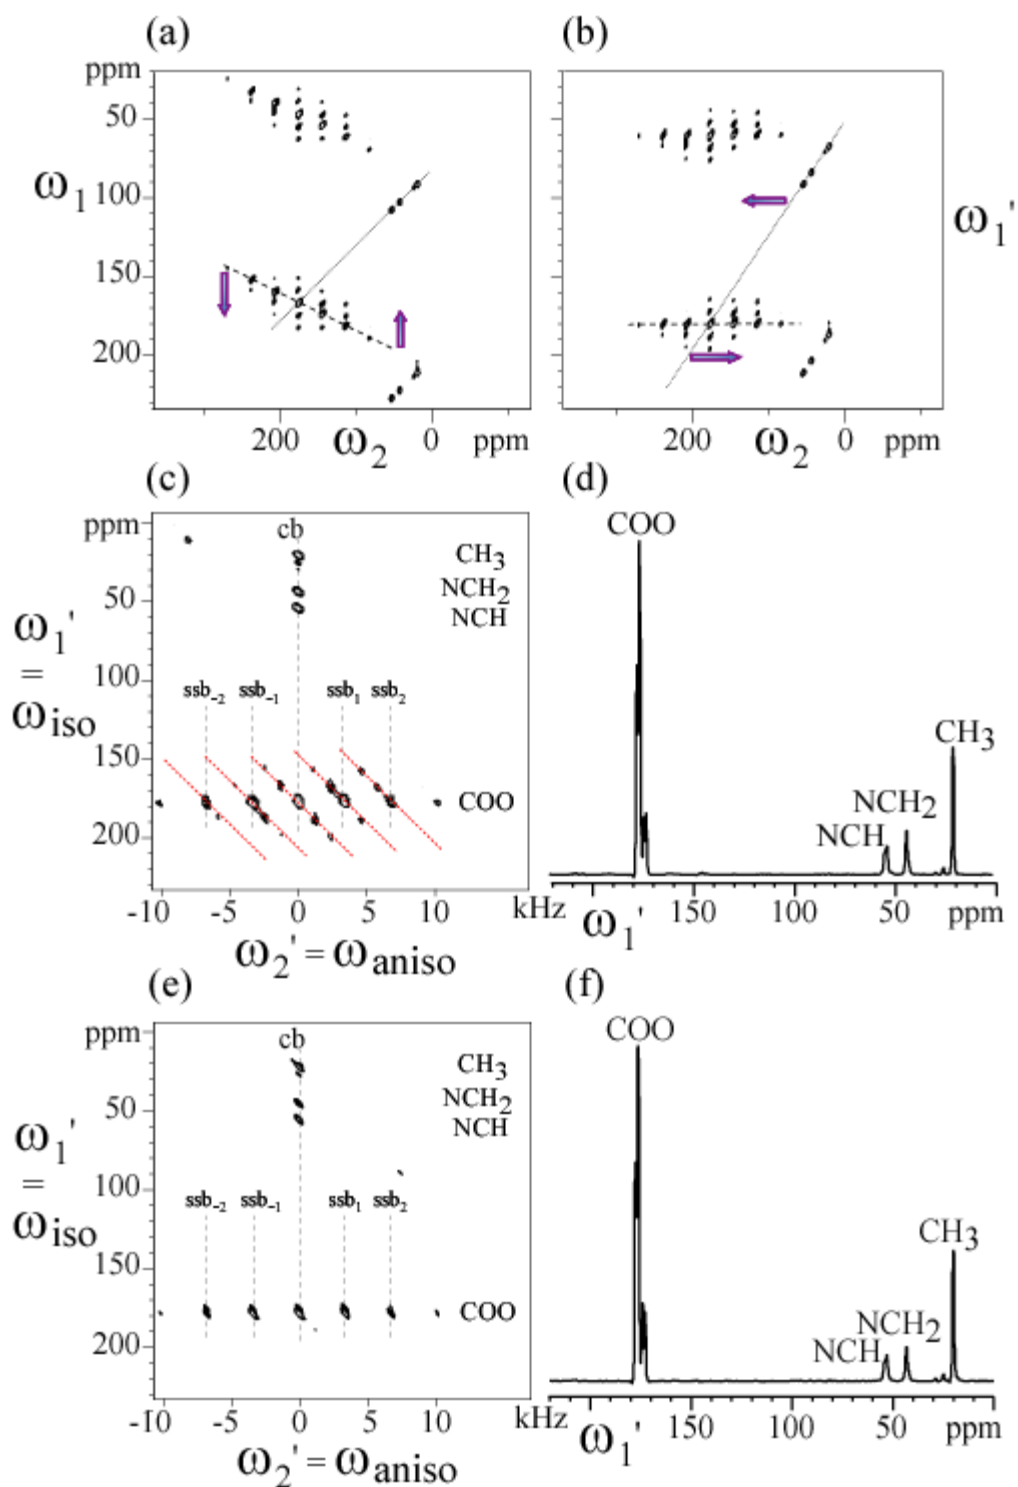 (a)
(b)
ppm
50
100
150
200
ω1
200
0
ppm
ω2
200
0
ppm
ω2
ω1'
(c)
(d)
ppm
50
100
150
200
cb
CH3
NCH2
NCH
ssb-2
ssb-1
ssb1
ssb2
COO
ω1'
=
ωiso
-10
-5
0
5
10
kHz
ω2' = ωaniso
COO
CH3
NCH2
NCH
150
100
50
ppm
ω1'
(e)
(f)
ppm
50
100
150
200
cb
CH3
NCH2
NCH
ssb-2
ssb-1
ssb1
ssb2
COO
ω1'
=
ωiso
-10
-5
0
5
10
kHz
ω2' = ωaniso
COO
CH3
NCH2
NCH
150
100
50
ppm
ω1'